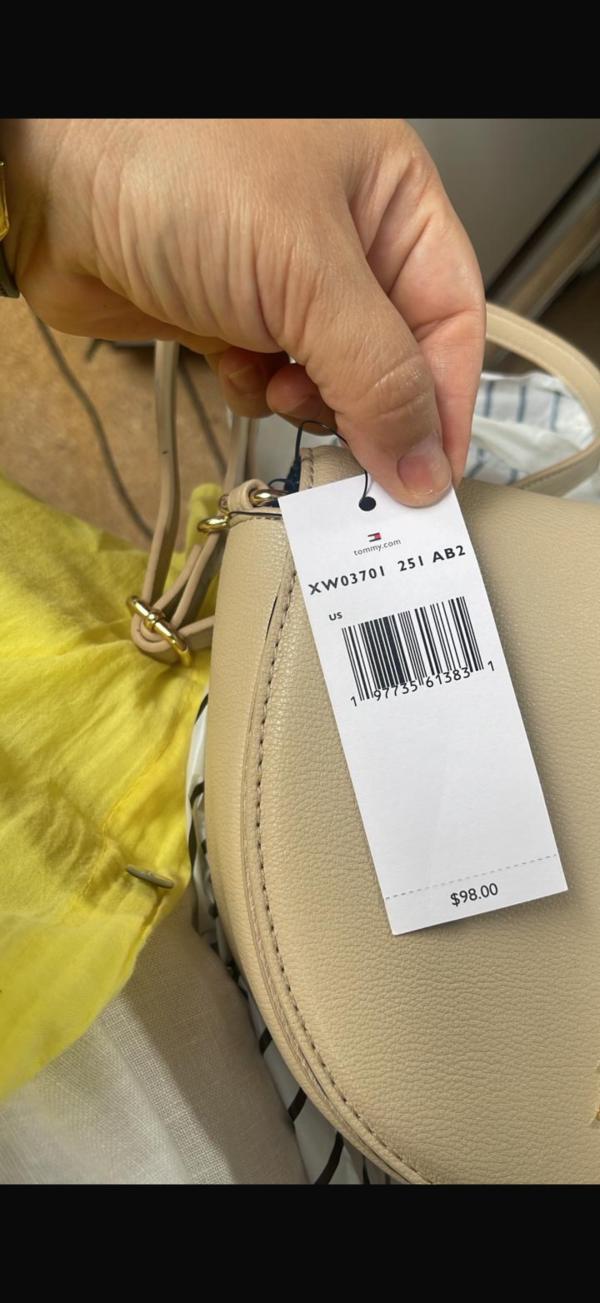 tommy.com
XW03701 251 AB2
US
1 97735 61383 1
$98.00